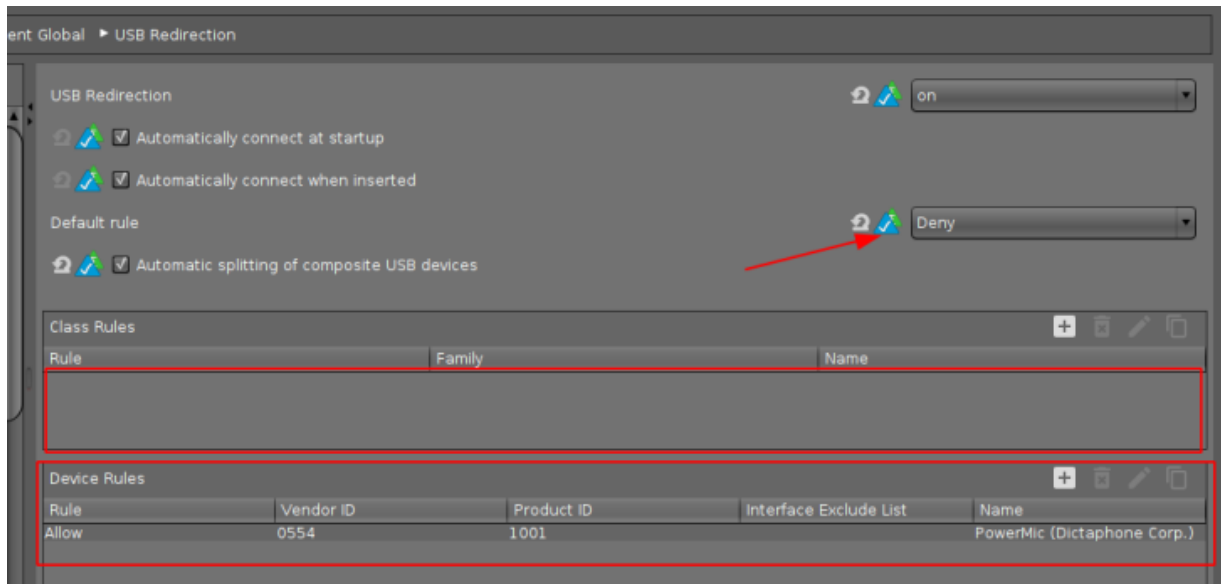 ent Global ▸ USB Redirection
USB Redirection on
Automatically connect at startup
Automatically connect when inserted
Default rule Deny
Automatic splitting of composite USB devices
Class Rules
Rule Family Name
Device Rules
Rule Vendor ID Product ID Interface Exclude List Name
Allow 0554 1001 PowerMic (Dictaphone Corp.)